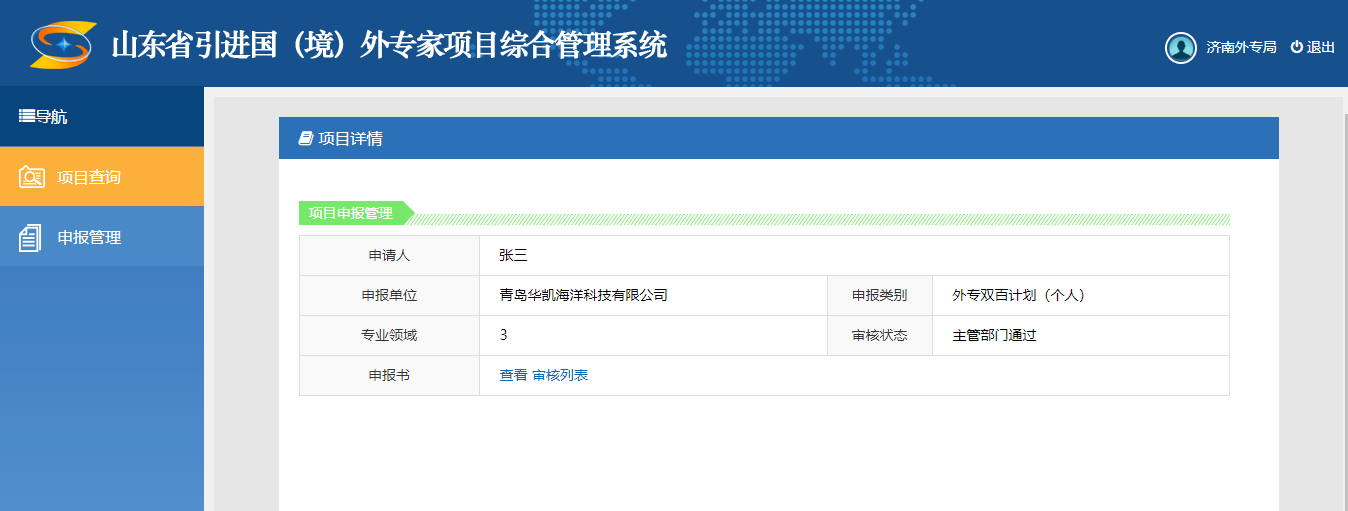 山东省引进国（境）外专家项目综合管理系统
济南外专局 退出
导航
项目查询
申报管理
项目详情
项目申报管理
申请人 张三
申报单位 青岛华凯海洋科技有限公司 申报类别 外专双百计划（个人）
专业领域 3 审核状态 主管部门通过
申报书 查看 审核列表